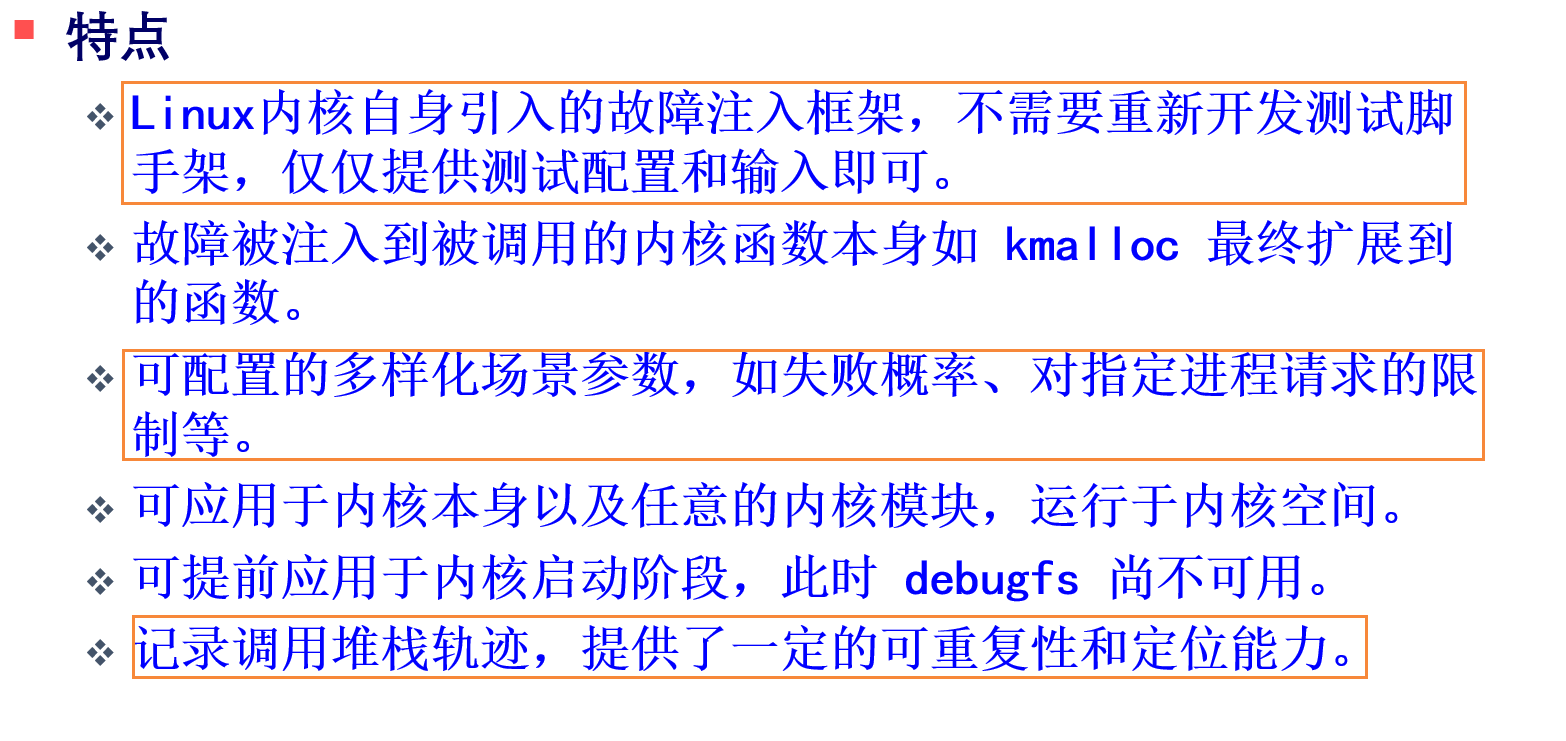 特点
Linux内核自身引入的故障注入框架，不需要重新开发测试脚
手架，仅仅提供测试配置和输入即可。
故障被注入到被调用的内核函数本身如 kmalloc 最终扩展到
的函数。
可配置的多样化场景参数，如失败概率、对指定进程请求的限
制等。
可应用于内核本身以及任意的内核模块，运行于内核空间。
可提前应用于内核启动阶段，此时 debugfs 尚不可用。
记录调用堆栈轨迹，提供了一定的可重复性和定位能力。